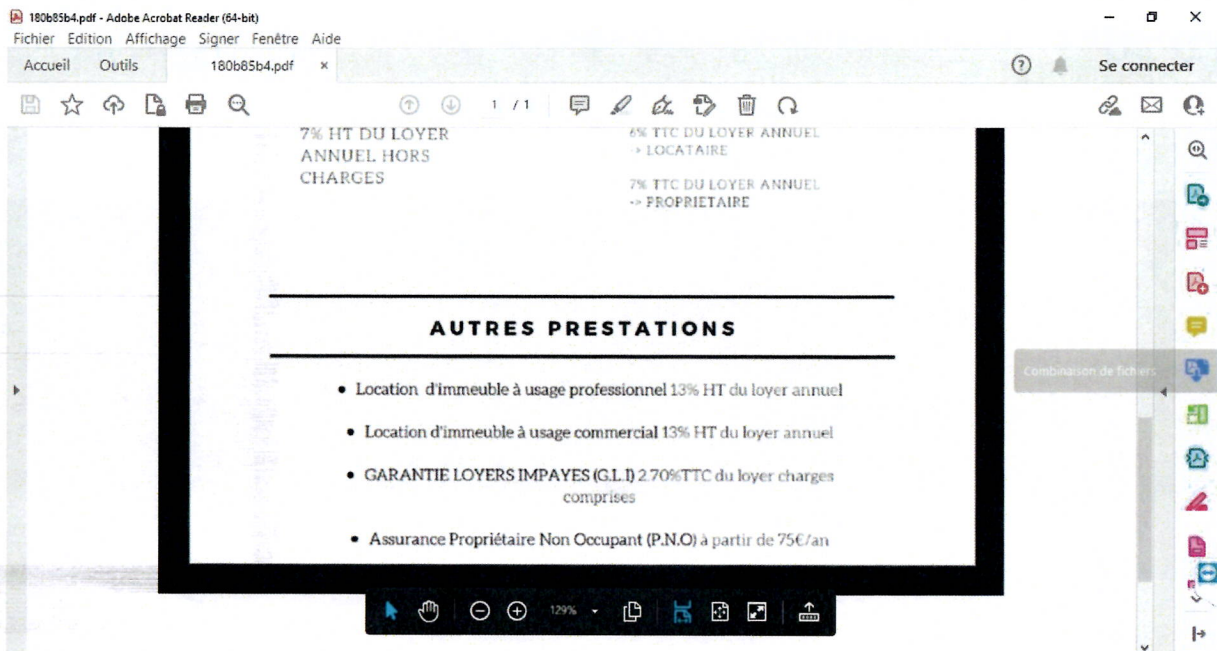 180b85b4.pdf - Adobe Acrobat Reader (64-bit)
Fichier Edition Affichage Signer Fenêtre Aide
Accueil Outils 180b85b4.pdf × Se connecter
1 / 1
7% HT DU LOYER
ANNUEL HORS
CHARGES
6% TTC DU LOYER ANNUEL
-> LOCATAIRE
7% TTC DU LOYER ANNUEL
-> PROPRIETAIRE
AUTRES PRESTATIONS
Combinaison de fichiers
• Location d'immeuble à usage professionnel 13% HT du loyer annuel
• Location d'immeuble à usage commercial 13% HT du loyer annuel
• GARANTIE LOYERS IMPAYES (G.L.I) 2.70%TTC du loyer charges
comprises
• Assurance Propriétaire Non Occupant (P.N.O) à partir de 75€/an
129%